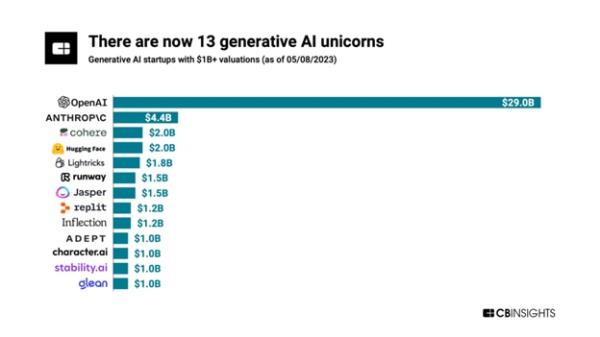 There are now 13 generative AI unicorns
Generative AI startups with $1B+ valuations (as of 05/08/2023)
OpenAI $29.0B
ANTHROP\C $4.4B
cohere $2.0B
Hugging Face $2.0B
Lightricks $1.8B
runway $1.5B
Jasper $1.5B
replit $1.2B
Inflection $1.2B
ADEPT $1.0B
character.ai $1.0B
stability.ai $1.0B
glean $1.0B
CBINSIGHTS